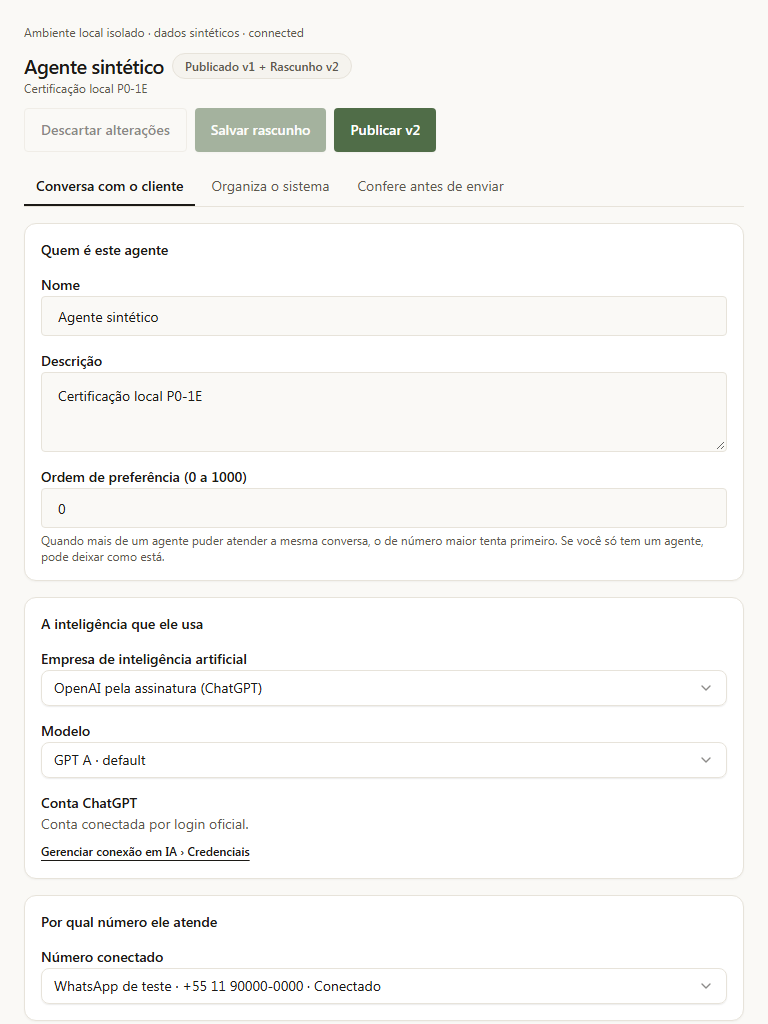 Ambiente local isolado · dados sintéticos · connected
Agente sintético
Publicado v1 + Rascunho v2
Certificação local P0-1E
Descartar alterações
Salvar rascunho
Publicar v2
Conversa com o cliente
Organiza o sistema
Confere antes de enviar
Quem é este agente
Nome
Agente sintético
Descrição
Certificação local P0-1E
Ordem de preferência (0 a 1000)
0
Quando mais de um agente puder atender a mesma conversa, o de número maior tenta primeiro. Se você só tem um agente,
pode deixar como está.
A inteligência que ele usa
Empresa de inteligência artificial
OpenAI pela assinatura (ChatGPT)
Modelo
GPT A · default
Conta ChatGPT
Conta conectada por login oficial.
Gerenciar conexão em IA › Credenciais
Por qual número ele atende
Número conectado
WhatsApp de teste · +55 11 90000-0000 · Conectado